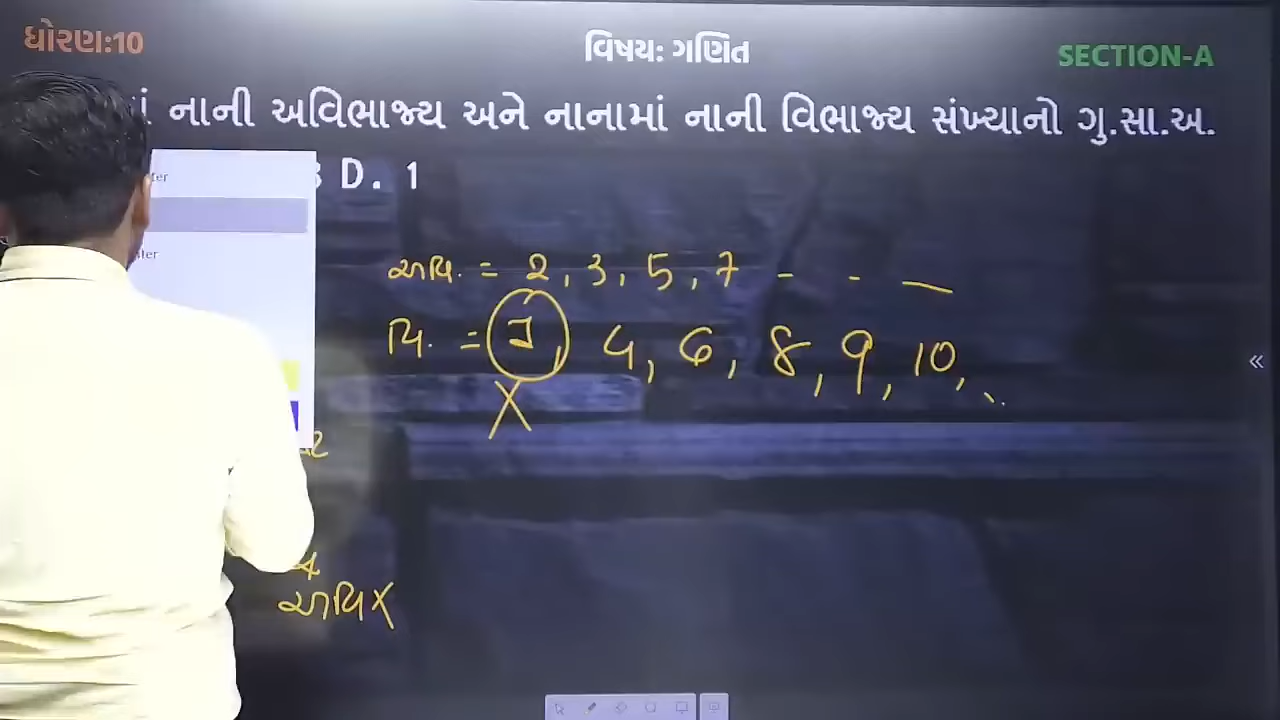 ધોરણ:10
વિષય: ગણિત
SECTION-A
નાની અવિભાજ્ય અને નાનામાં નાની વિભાજ્ય સંખ્યાનો ગુ.સા.અ.
D. 1
અવિ. = 2, 3, 5, 7 - - —
વિ. = 1, 4, 6, 8, 9, 10, ..
X
અવિ X